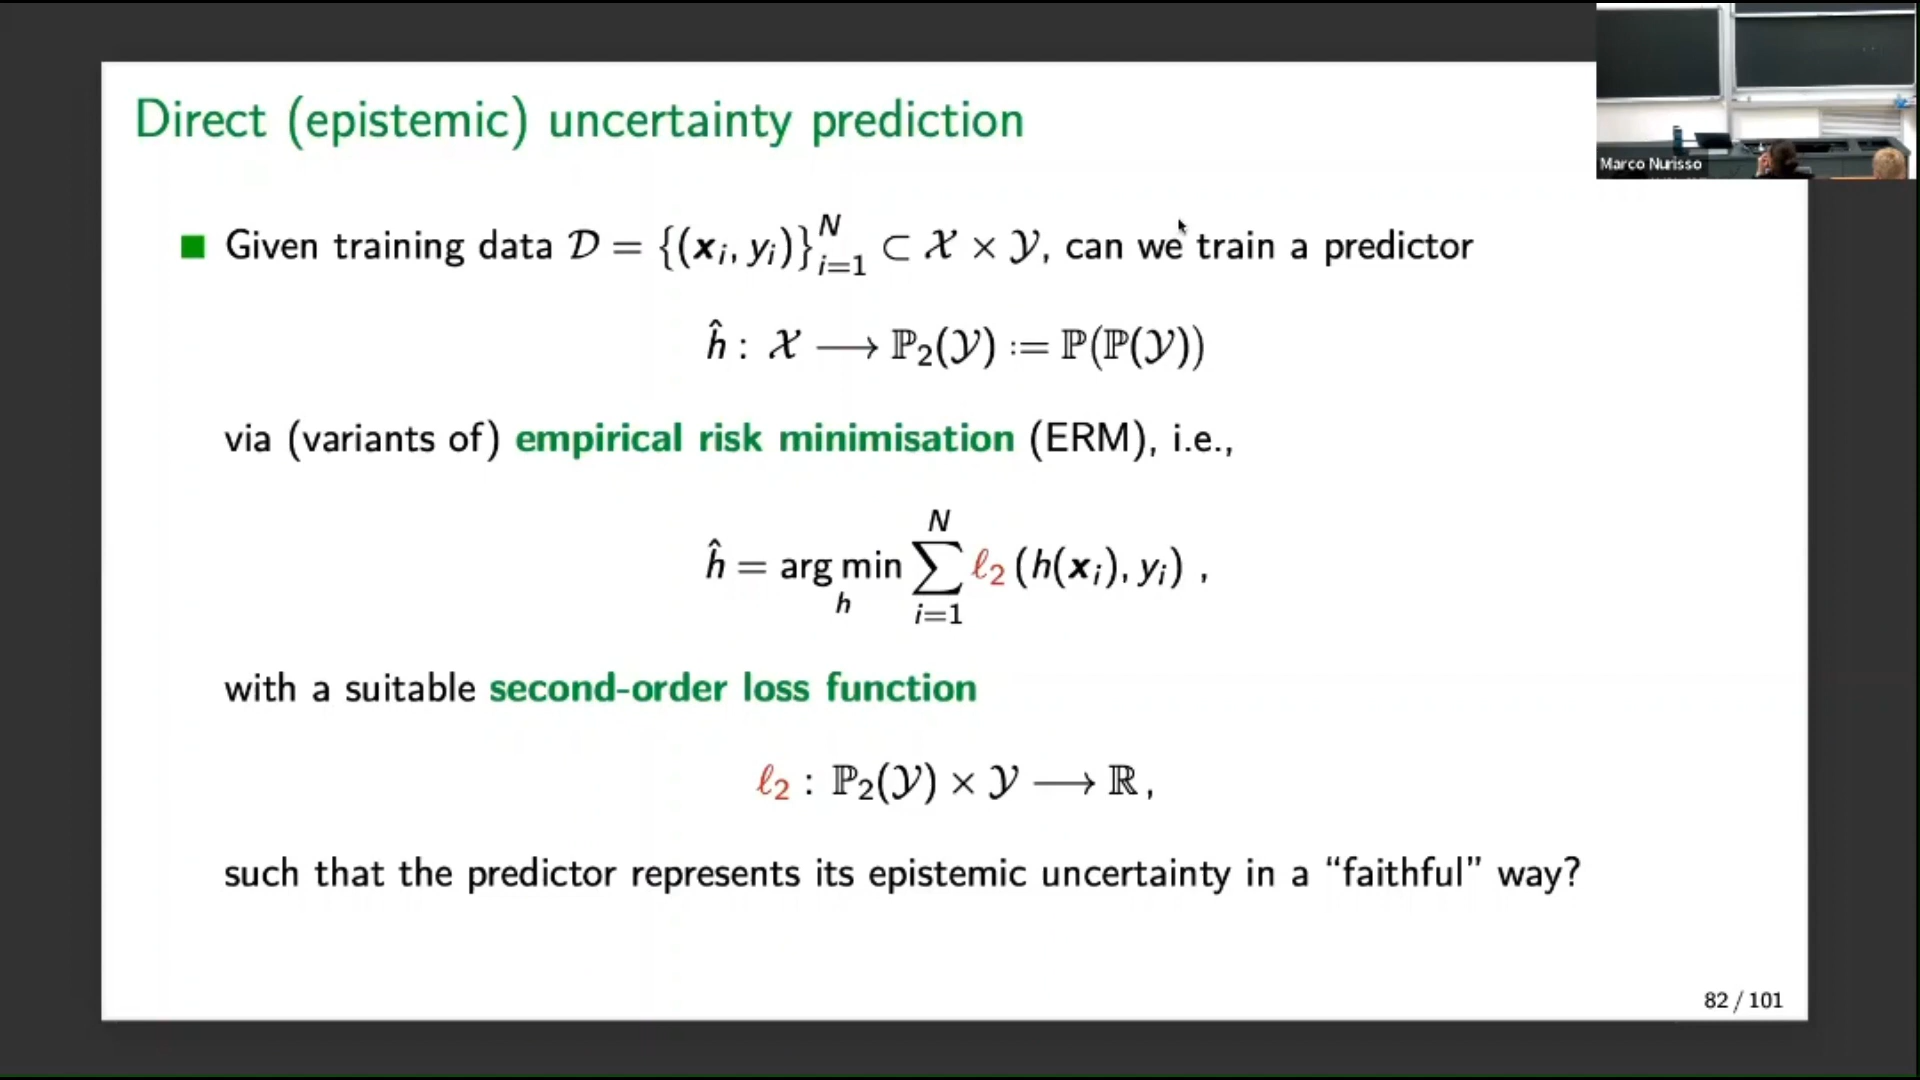 Direct (epistemic) uncertainty prediction
Marco Nurisso
Given training data 𝒟 = {(𝒙ᵢ, yᵢ)}ᵢ₌₁ᴺ ⊂ 𝒳 × 𝒴, can we train a predictor
ĥ : 𝒳 ⟶ ℙ₂(𝒴) := ℙ(ℙ(𝒴))
via (variants of) empirical risk minimisation (ERM), i.e.,
ĥ = arg minₕ ∑ᵢ₌₁ᴺ ℓ₂ (h(𝒙ᵢ), yᵢ) ,
with a suitable second-order loss function
ℓ₂ : ℙ₂(𝒴) × 𝒴 ⟶ ℝ ,
such that the predictor represents its epistemic uncertainty in a “faithful” way?
82 / 101